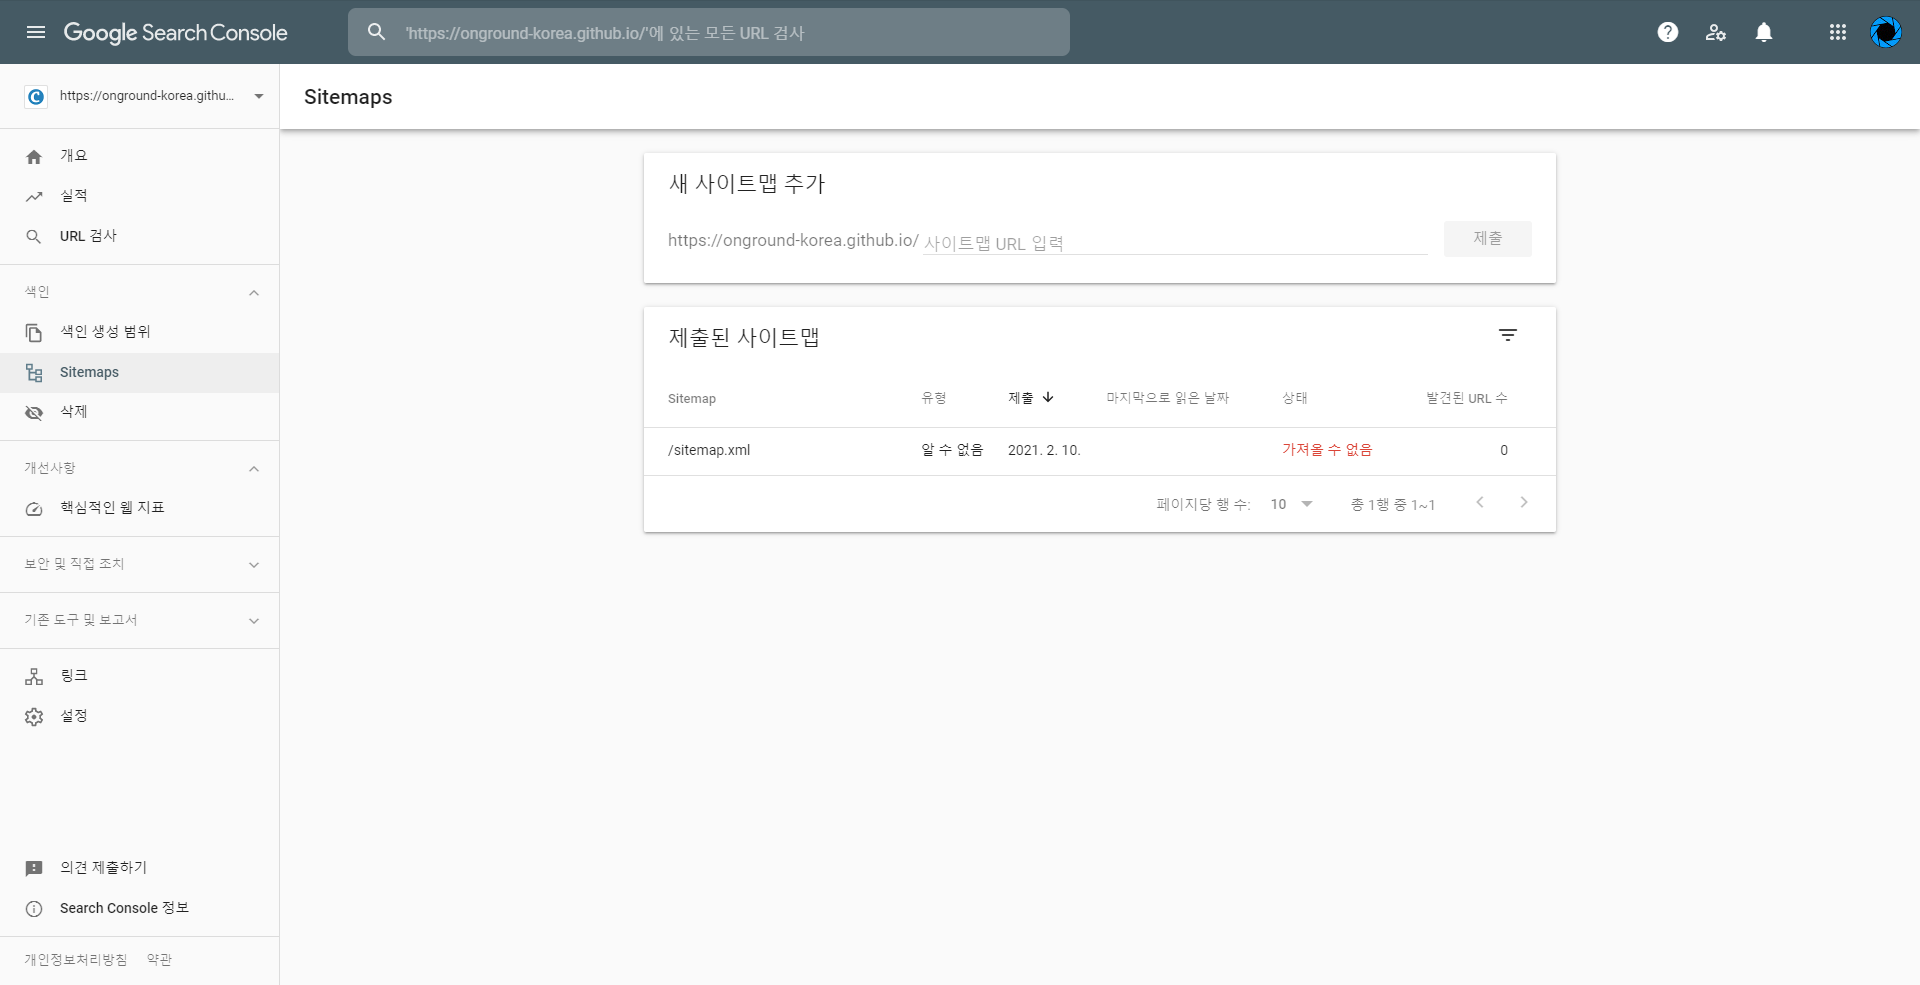 Google Search Console
'https://onground-korea.github.io/'에 있는 모든 URL 검사
https://onground-korea.githu...
Sitemaps
개요
실적
URL 검사
색인
색인 생성 범위
Sitemaps
삭제
개선사항
핵심적인 웹 지표
보안 및 직접 조치
기존 도구 및 보고서
링크
설정
의견 제출하기
Search Console 정보
개인정보처리방침 약관
새 사이트맵 추가
https://onground-korea.github.io/ 사이트맵 URL 입력 제출
제출된 사이트맵
Sitemap 유형 제출 마지막으로 읽은 날짜 상태 발견된 URL 수
/sitemap.xml 알 수 없음 2021. 2. 10. 가져올 수 없음 0
페이지당 행 수: 10 총 1행 중 1~1